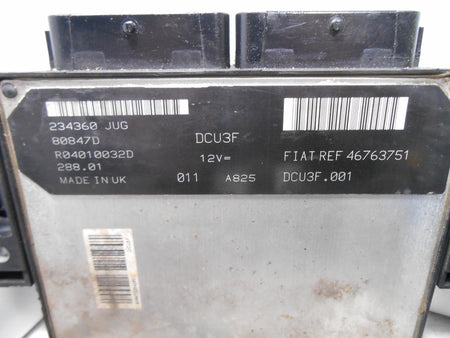 234360 JUG
80847D
R04010032D
288.01
MADE IN UK
DCU3F
12V=
011 A825
FIAT REF 46763751
DCU3F.001